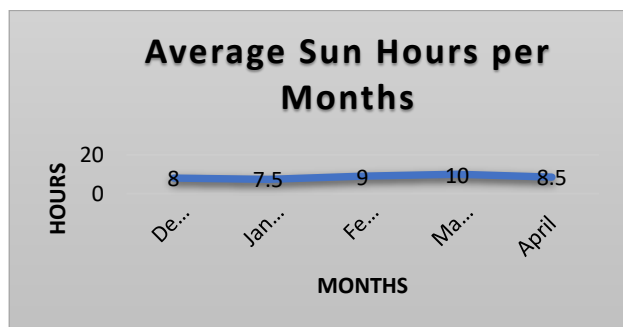 Average Sun Hours per
Months
HOURS
20
0
8
7.5
9
10
8.5
De...
Jan...
Fe...
Ma...
April
MONTHS